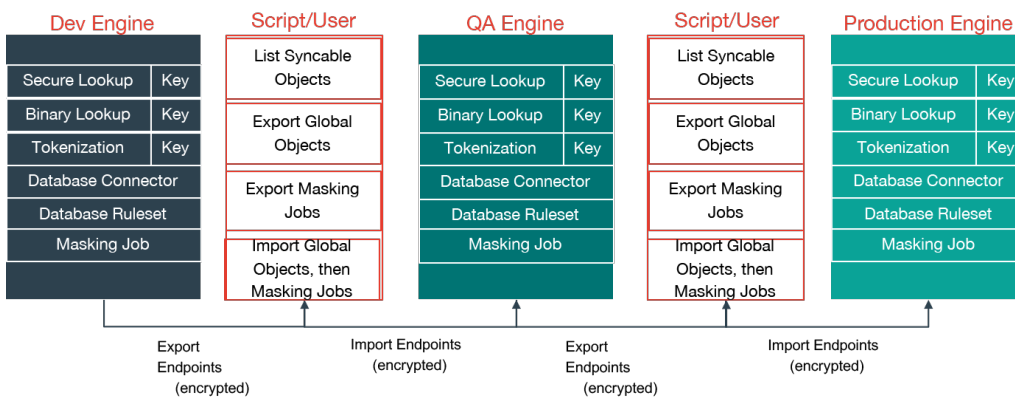 Dev Engine
Secure Lookup
Key
Binary Lookup
Key
Tokenization
Key
Database Connector
Database Ruleset
Masking Job
Script/User
List Syncable
Objects
Export Global
Objects
Export Masking
Jobs
Import Global
Objects, then
Masking Jobs
QA Engine
Secure Lookup
Key
Binary Lookup
Key
Tokenization
Key
Database Connector
Database Ruleset
Masking Job
Script/User
List Syncable
Objects
Export Global
Objects
Export Masking
Jobs
Import Global
Objects, then
Masking Jobs
Production Engine
Secure Lookup
Key
Binary Lookup
Key
Tokenization
Key
Database Connector
Database Ruleset
Masking Job
Export
Endpoints
(encrypted)
Import Endpoints
(encrypted)
Export
Endpoints
(encrypted)
Import Endpoints
(encrypted)